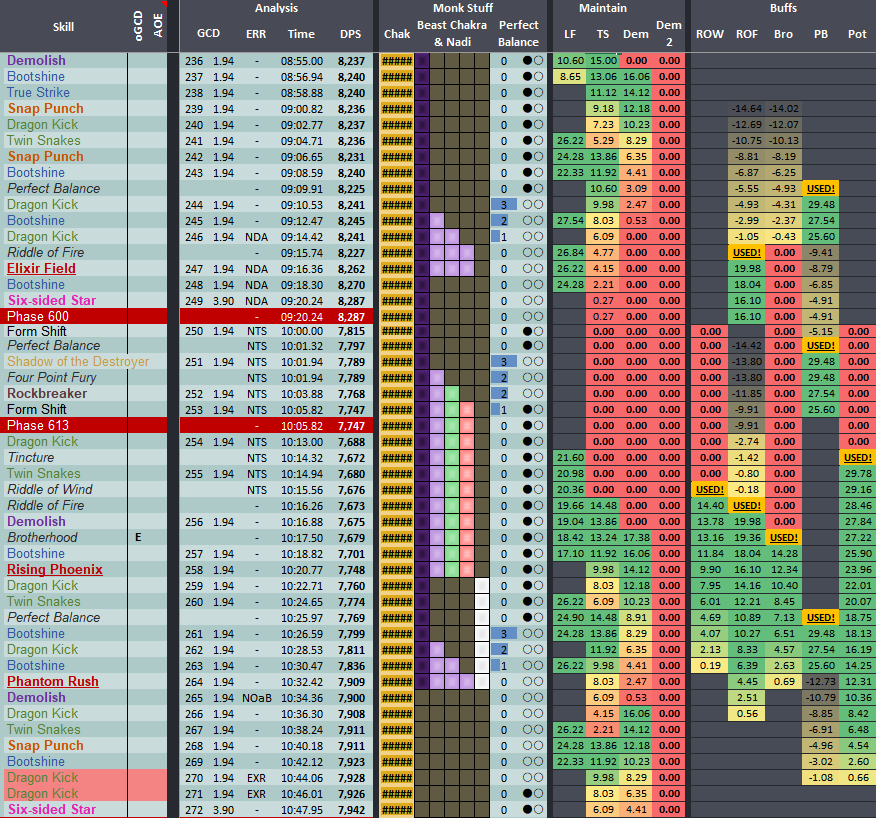 Analysis Monk Stuff Maintain Buffs
Skill oGCD AOE GCD ERR Time DPS Chak Beast Chakra & Nadi Perfect Balance LF TS Dem Dem 2 ROW ROF Bro PB Pot
Demolish 236 1.94 - 08:55.00 8,237 ##### 0 ●○ 10.60 15.00 0.00 0.00
Bootshine 237 1.94 - 08:56.94 8,240 ##### 0 ●○ 8.65 13.06 16.06 0.00
True Strike 238 1.94 - 08:58.88 8,240 ##### 0 ●○ 11.12 14.12 0.00
Snap Punch 239 1.94 - 09:00.82 8,236 ##### 0 ●○ 9.18 12.18 0.00 -14.64 -14.02
Dragon Kick 240 1.94 - 09:02.77 8,237 ##### 0 ●○ 7.23 10.23 0.00 -12.69 -12.07
Twin Snakes 241 1.94 - 09:04.71 8,236 ##### 0 ●○ 26.22 5.29 8.29 0.00 -10.75 -10.13
Snap Punch 242 1.94 - 09:06.65 8,231 ##### 0 ●○ 24.28 13.86 6.35 0.00 -8.81 -8.19
Bootshine 243 1.94 - 09:08.59 8,240 ##### 0 ●○ 22.33 11.92 4.41 0.00 -6.87 -6.25
Perfect Balance - 09:09.91 8,225 ##### 0 ●○ 10.60 3.09 0.00 -5.55 -4.93 USED!
Dragon Kick 244 1.94 - 09:10.53 8,241 ##### 3 ○○ 9.98 2.47 0.00 -4.93 -4.31 29.48
Bootshine 245 1.94 - 09:12.47 8,245 ##### 2 ○○ 27.54 8.03 0.53 0.00 -2.99 -2.37 27.54
Dragon Kick 246 1.94 NDA 09:14.42 8,241 ##### 1 ○○ 6.09 0.00 0.00 -1.05 -0.43 25.60
Riddle of Fire - 09:15.74 8,227 ##### 0 ○○ 26.84 4.77 0.00 0.00 USED! 0.00 -9.41
Elixir Field 247 1.94 NDA 09:16.36 8,262 ##### 0 ○○ 26.22 4.15 0.00 0.00 19.98 0.00 -8.79
Bootshine 248 1.94 NDA 09:18.30 8,270 ##### 0 ○○ 24.28 2.21 0.00 0.00 18.04 0.00 -6.85
Six-sided Star 249 3.90 NDA 09:20.24 8,287 ##### 0 ○○ 0.27 0.00 0.00 16.10 0.00 -4.91
Phase 600 - 09:20.24 8,287 ##### 0 ○○ 0.27 0.00 0.00 16.10 0.00 -4.91
Form Shift 250 1.94 NTS 10:00.00 7,815 ##### 0 ●○ 0.00 0.00 0.00 0.00 0.00 -5.15 0.00
Perfect Balance NTS 10:01.32 7,797 ##### 0 ●○ 0.00 0.00 0.00 0.00 -14.42 0.00 USED! 0.00
Shadow of the Destroyer 251 1.94 NTS 10:01.94 7,789 ##### 3 ○○ 0.00 0.00 0.00 0.00 -13.80 0.00 29.48 0.00
Four Point Fury NTS 10:01.94 7,789 ##### 2 ○○ 0.00 0.00 0.00 0.00 -13.80 0.00 29.48 0.00
Rockbreaker 252 1.94 NTS 10:03.88 7,768 ##### 2 ○○ 0.00 0.00 0.00 0.00 -11.85 0.00 27.54 0.00
Form Shift 253 1.94 NTS 10:05.82 7,747 ##### 1 ●○ 0.00 0.00 0.00 0.00 -9.91 0.00 25.60 0.00
Phase 613 - 10:05.82 7,747 ##### 0 ●○ 0.00 0.00 0.00 0.00 -9.91 0.00 0.00
Dragon Kick 254 1.94 NTS 10:13.00 7,688 ##### 0 ●○ 0.00 0.00 0.00 0.00 -2.74 0.00 0.00
Tincture NTS 10:14.32 7,672 ##### 0 ●○ 21.60 0.00 0.00 0.00 0.00 -1.42 0.00 USED!
Twin Snakes 255 1.94 NTS 10:14.94 7,680 ##### 0 ●○ 20.98 0.00 0.00 0.00 0.00 -0.80 0.00 29.78
Riddle of Wind NTS 10:15.56 7,676 ##### 0 ●○ 20.36 0.00 0.00 0.00 USED! -0.18 0.00 29.16
Riddle of Fire - 10:16.26 7,673 ##### 0 ●○ 19.66 14.48 0.00 0.00 14.40 USED! 0.00 28.46
Demolish 256 1.94 - 10:16.88 7,675 ##### 0 ●○ 19.04 13.86 0.00 0.00 13.78 19.98 0.00 27.84
Brotherhood E - 10:17.50 7,679 ##### 0 ●○ 18.42 13.24 17.38 0.00 13.16 19.36 USED! 27.22
Bootshine 257 1.94 - 10:18.82 7,701 ##### 0 ●○ 17.10 11.92 16.06 0.00 11.84 18.04 14.28 25.90
Rising Phoenix 258 1.94 - 10:20.77 7,748 ##### 0 ●○ 9.98 14.12 0.00 9.90 16.10 12.34 23.96
Dragon Kick 259 1.94 - 10:22.71 7,760 ##### 0 ●○ 8.03 12.18 0.00 7.95 14.16 10.40 22.01
Twin Snakes 260 1.94 - 10:24.65 7,774 ##### 0 ●○ 26.22 6.09 10.23 0.00 6.01 12.21 8.45 20.07
Perfect Balance - 10:25.97 7,769 ##### 0 ●○ 24.90 14.48 8.91 0.00 4.69 10.89 7.13 USED! 18.75
Bootshine 261 1.94 - 10:26.59 7,799 ##### 3 ○○ 24.28 13.86 8.29 0.00 4.07 10.27 6.51 29.48 18.13
Dragon Kick 262 1.94 - 10:28.53 7,811 ##### 2 ○○ 11.92 6.35 0.00 2.13 8.33 4.57 27.54 16.19
Bootshine 263 1.94 - 10:30.47 7,836 ##### 1 ○○ 26.22 9.98 4.41 0.00 0.19 6.39 2.63 25.60 14.25
Phantom Rush 264 1.94 - 10:32.42 7,909 ##### 0 ○○ 8.03 2.47 0.00 4.45 0.69 -12.73 12.31
Demolish 265 1.94 NOaB 10:34.36 7,900 ##### 0 ○○ 6.09 0.53 0.00 2.51 -10.79 10.36
Dragon Kick 266 1.94 - 10:36.30 7,908 ##### 0 ○○ 4.15 16.06 0.00 0.56 -8.85 8.42
Twin Snakes 267 1.94 - 10:38.24 7,911 ##### 0 ○○ 26.22 2.21 14.12 0.00 -6.91 6.48
Snap Punch 268 1.94 - 10:40.18 7,911 ##### 0 ○○ 24.28 13.86 12.18 0.00 -4.96 4.54
Bootshine 269 1.94 - 10:42.12 7,923 ##### 0 ○○ 22.33 11.92 10.23 0.00 -3.02 2.60
Dragon Kick 270 1.94 EXR 10:44.06 7,928 ##### 0 ○○ 9.98 8.29 0.00 -1.08 0.66
Dragon Kick 271 1.94 EXR 10:46.01 7,926 ##### 0 ●○ 8.03 6.35 0.00
Six-sided Star 272 3.90 - 10:47.95 7,942 ##### 0 ●○ 6.09 4.41 0.00